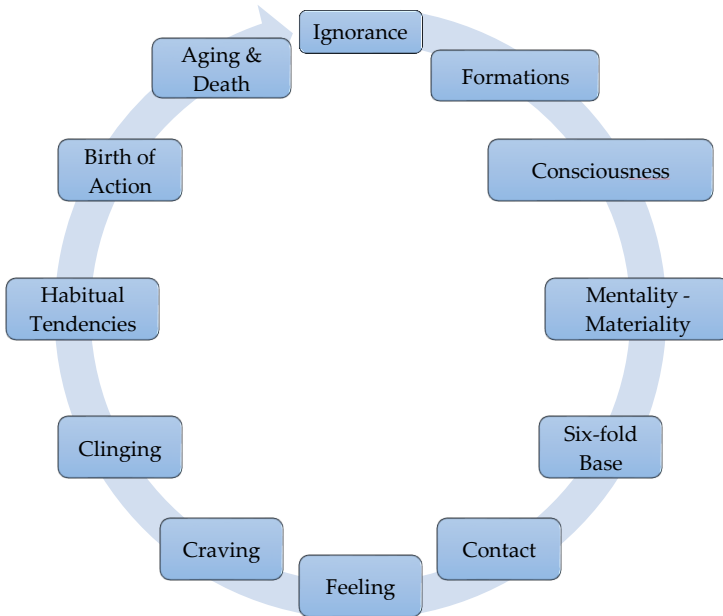 Ignorance
Formations
Consciousness
Mentality -
Materiality
Six-fold
Base
Contact
Feeling
Craving
Clinging
Habitual
Tendencies
Birth of
Action
Aging &
Death